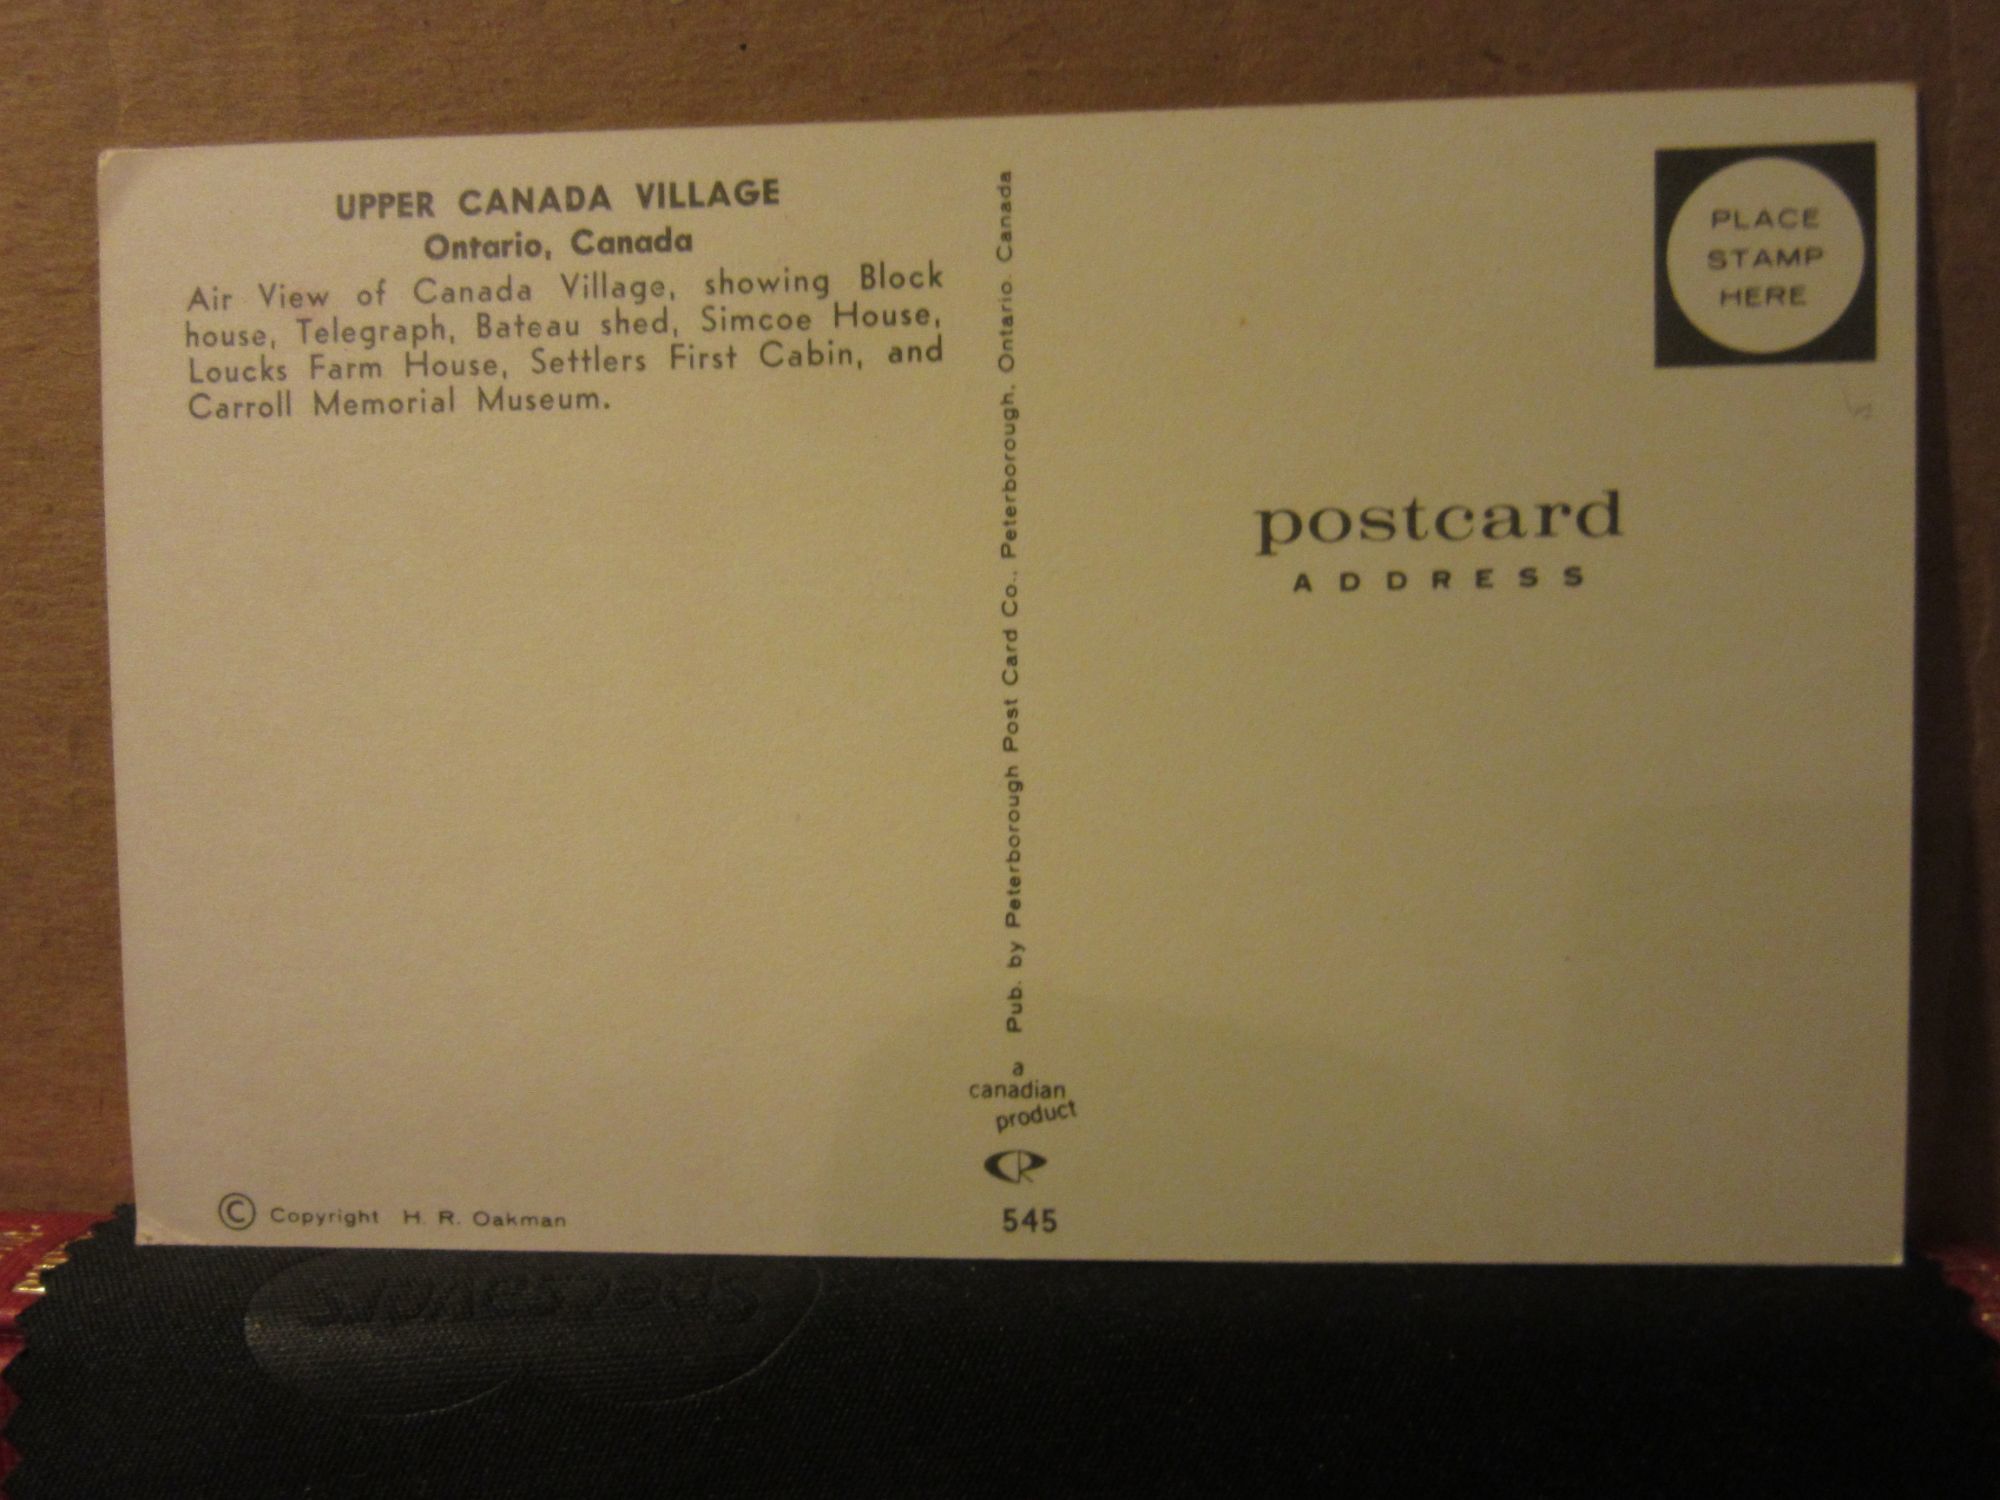 UPPER CANADA VILLAGE
Ontario, Canada
Air View of Canada Village, showing Block
house, Telegraph, Bateau shed, Simcoe House,
Loucks Farm House, Settlers First Cabin, and
Carroll Memorial Museum.
© Copyright H. R. Oakman
Pub. by Peterborough Post Card Co., Peterborough, Ontario. Canada
a
canadian
product
CR
545
PLACE
STAMP
HERE
postcard
ADDRESS